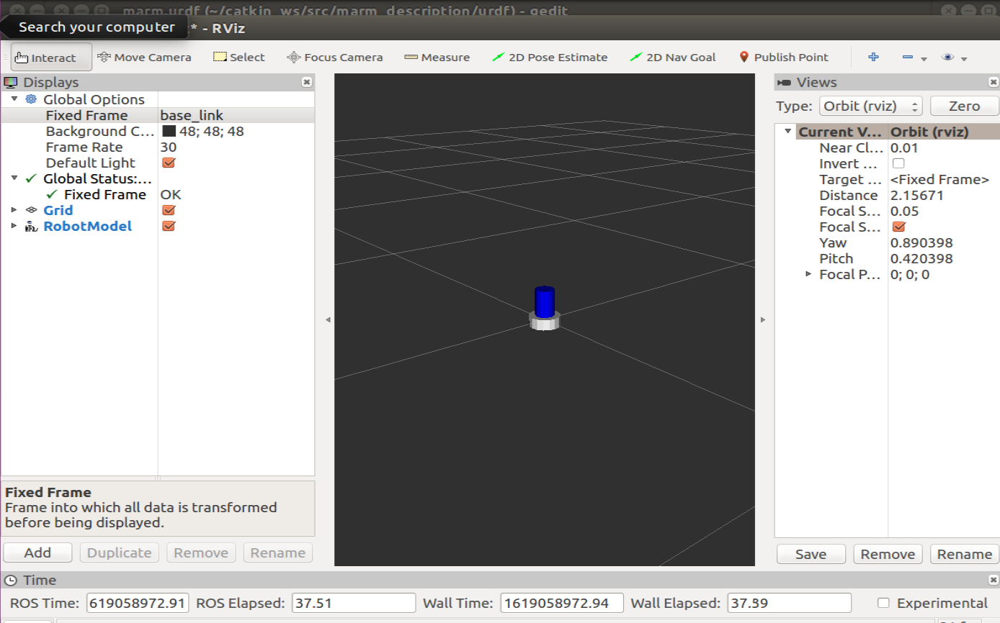 marm.urdf (~/catkin_ws/src/marm_description/urdf) - gedit
Search your computer
* - RViz
Interact Move Camera Select Focus Camera Measure 2D Pose Estimate 2D Nav Goal Publish Point
Displays
Global Options
Fixed Frame base_link
Background C... 48; 48; 48
Frame Rate 30
Default Light
Global Status:...
Fixed Frame OK
Grid
RobotModel
Fixed Frame
Frame into which all data is transformed
before being displayed.
Add Duplicate Remove Rename
Views
Type: Orbit (rviz) Zero
Current V... Orbit (rviz)
Near Cl... 0.01
Invert ...
Target ... <Fixed Frame>
Distance 2.15671
Focal S... 0.05
Focal S...
Yaw 0.890398
Pitch 0.420398
Focal P... 0; 0; 0
Save Remove Rename
Time
ROS Time: 619058972.91 ROS Elapsed: 37.51 Wall Time: 1619058972.94 Wall Elapsed: 37.39 Experimental